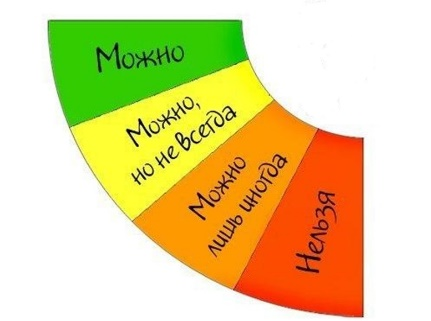 Можно
Можно,
но не всегда
Можно
лишь иногда
Нельзя